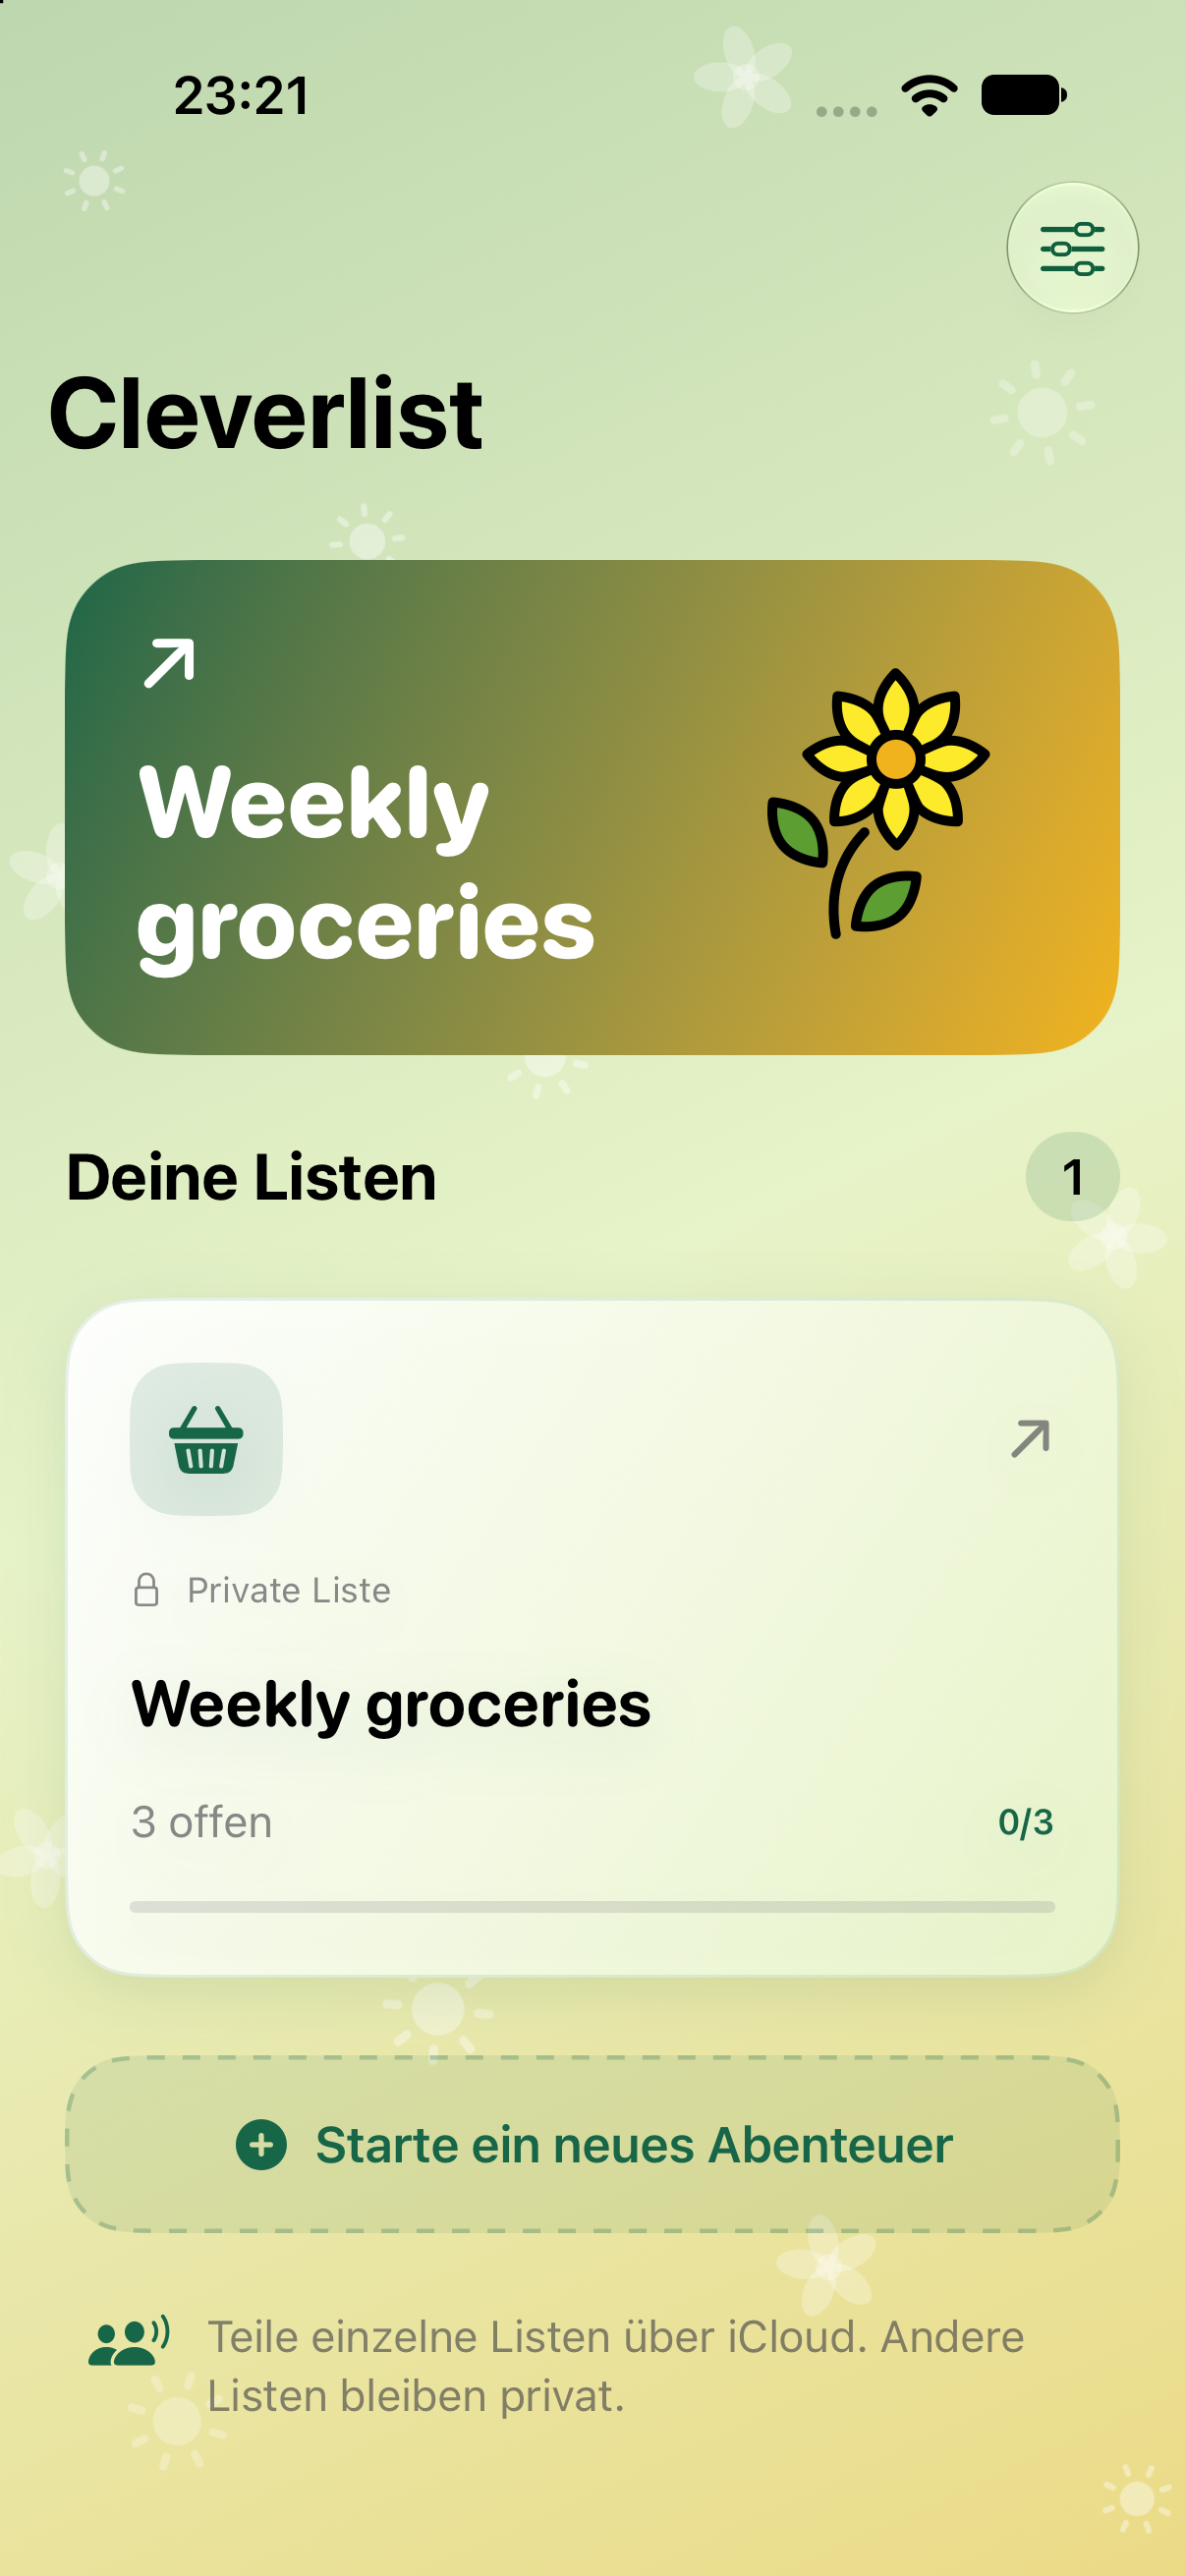 23:21
Cleverlist
Weekly
groceries
Deine Listen
1
Private Liste
Weekly groceries
3 offen
0/3
Starte ein neues Abenteuer
Teile einzelne Listen über iCloud. Andere
Listen bleiben privat.